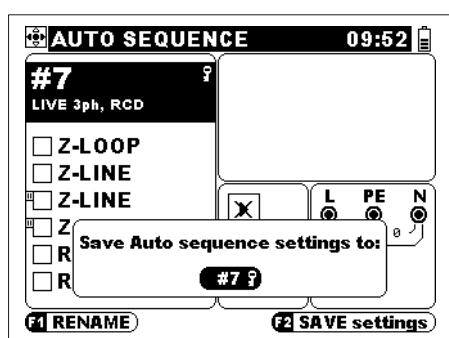 AUTO SEQUENCE 09:52
#7
LIVE 3ph, RCD
Z-LOOP
Z-LINE
Z-LINE
Z
R
R
L PE N
0
Save Auto sequence settings to:
#7
F1 RENAME
F2 SAVE settings